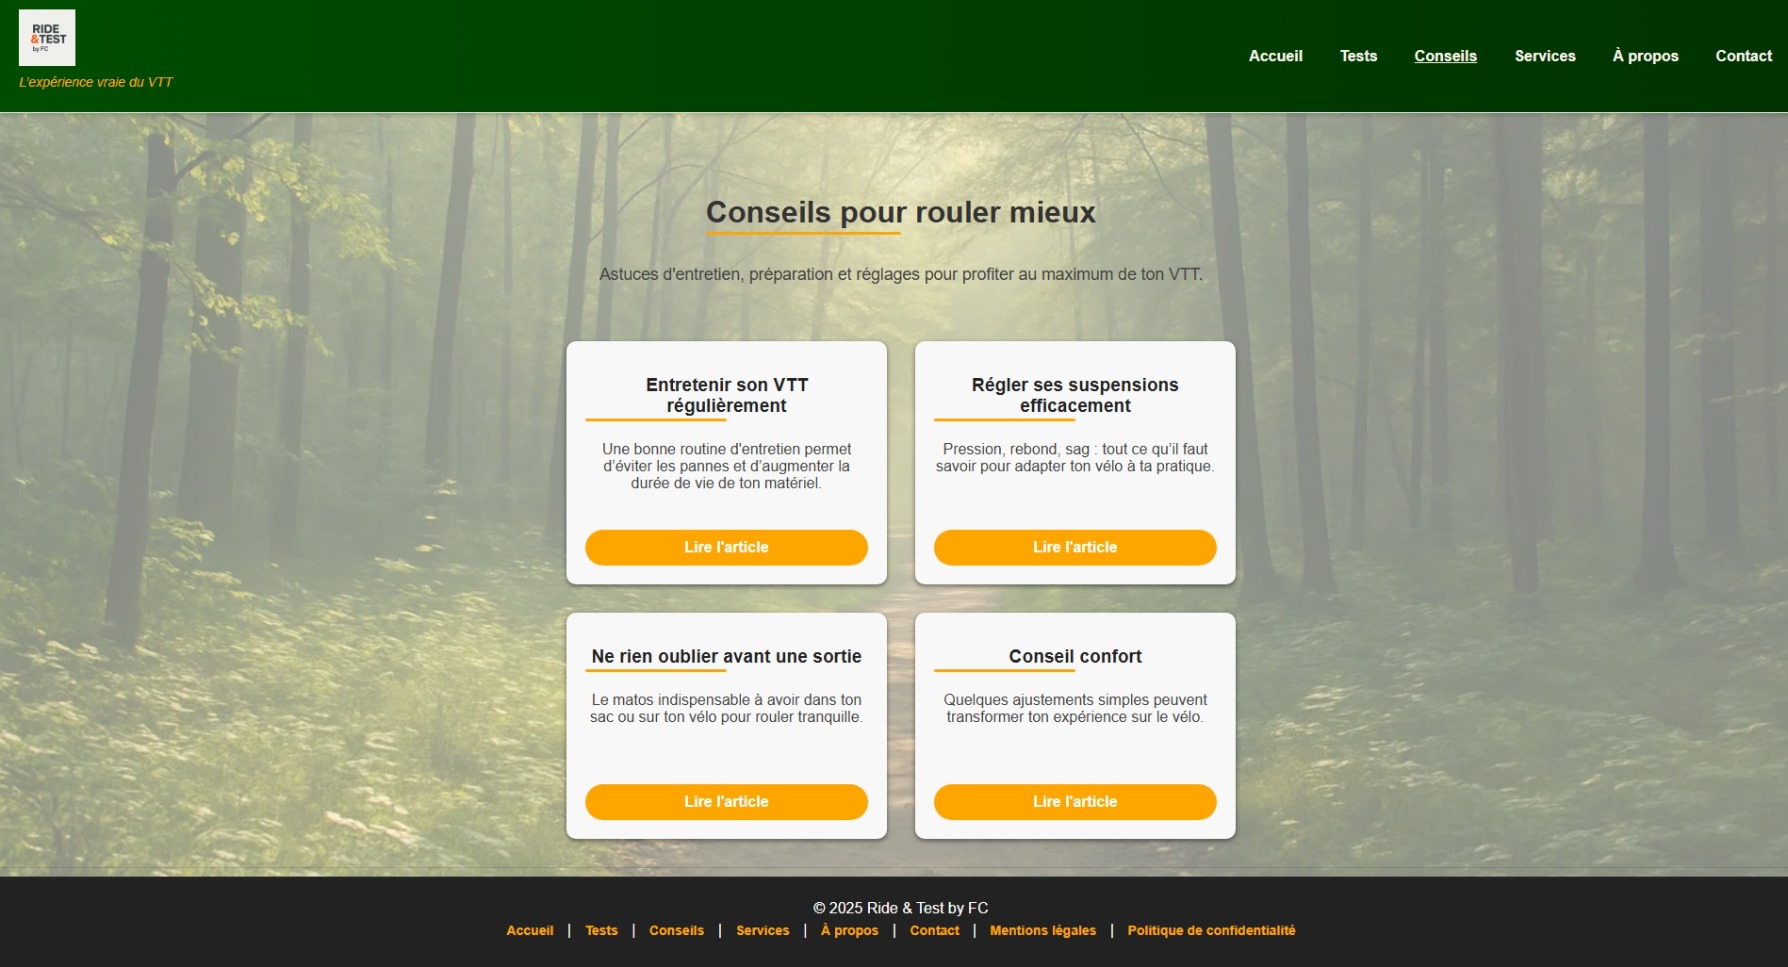 RIDE
&TEST
by FC
L'expérience vraie du VTT
Accueil Tests Conseils Services À propos Contact
Conseils pour rouler mieux
Astuces d'entretien, préparation et réglages pour profiter au maximum de ton VTT.
Entretenir son VTT
régulièrement
Une bonne routine d'entretien permet
d’éviter les pannes et d’augmenter la
durée de vie de ton matériel.
Lire l'article
Régler ses suspensions
efficacement
Pression, rebond, sag : tout ce qu’il faut
savoir pour adapter ton vélo à ta pratique.
Lire l'article
Ne rien oublier avant une sortie
Le matos indispensable à avoir dans ton
sac ou sur ton vélo pour rouler tranquille.
Lire l'article
Conseil confort
Quelques ajustements simples peuvent
transformer ton expérience sur le vélo.
Lire l'article
© 2025 Ride & Test by FC
Accueil | Tests | Conseils | Services | À propos | Contact | Mentions légales | Politique de confidentialité